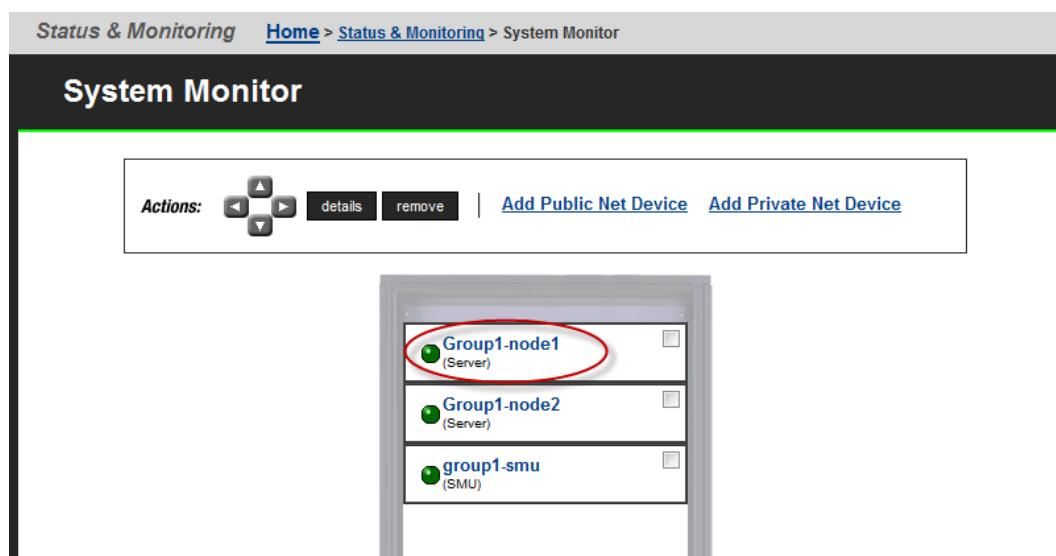 Status & Monitoring Home > Status & Monitoring > System Monitor
System Monitor
Actions: details remove | Add Public Net Device Add Private Net Device
Group1-node1
(Server)
Group1-node2
(Server)
group1-smu
(SMU)